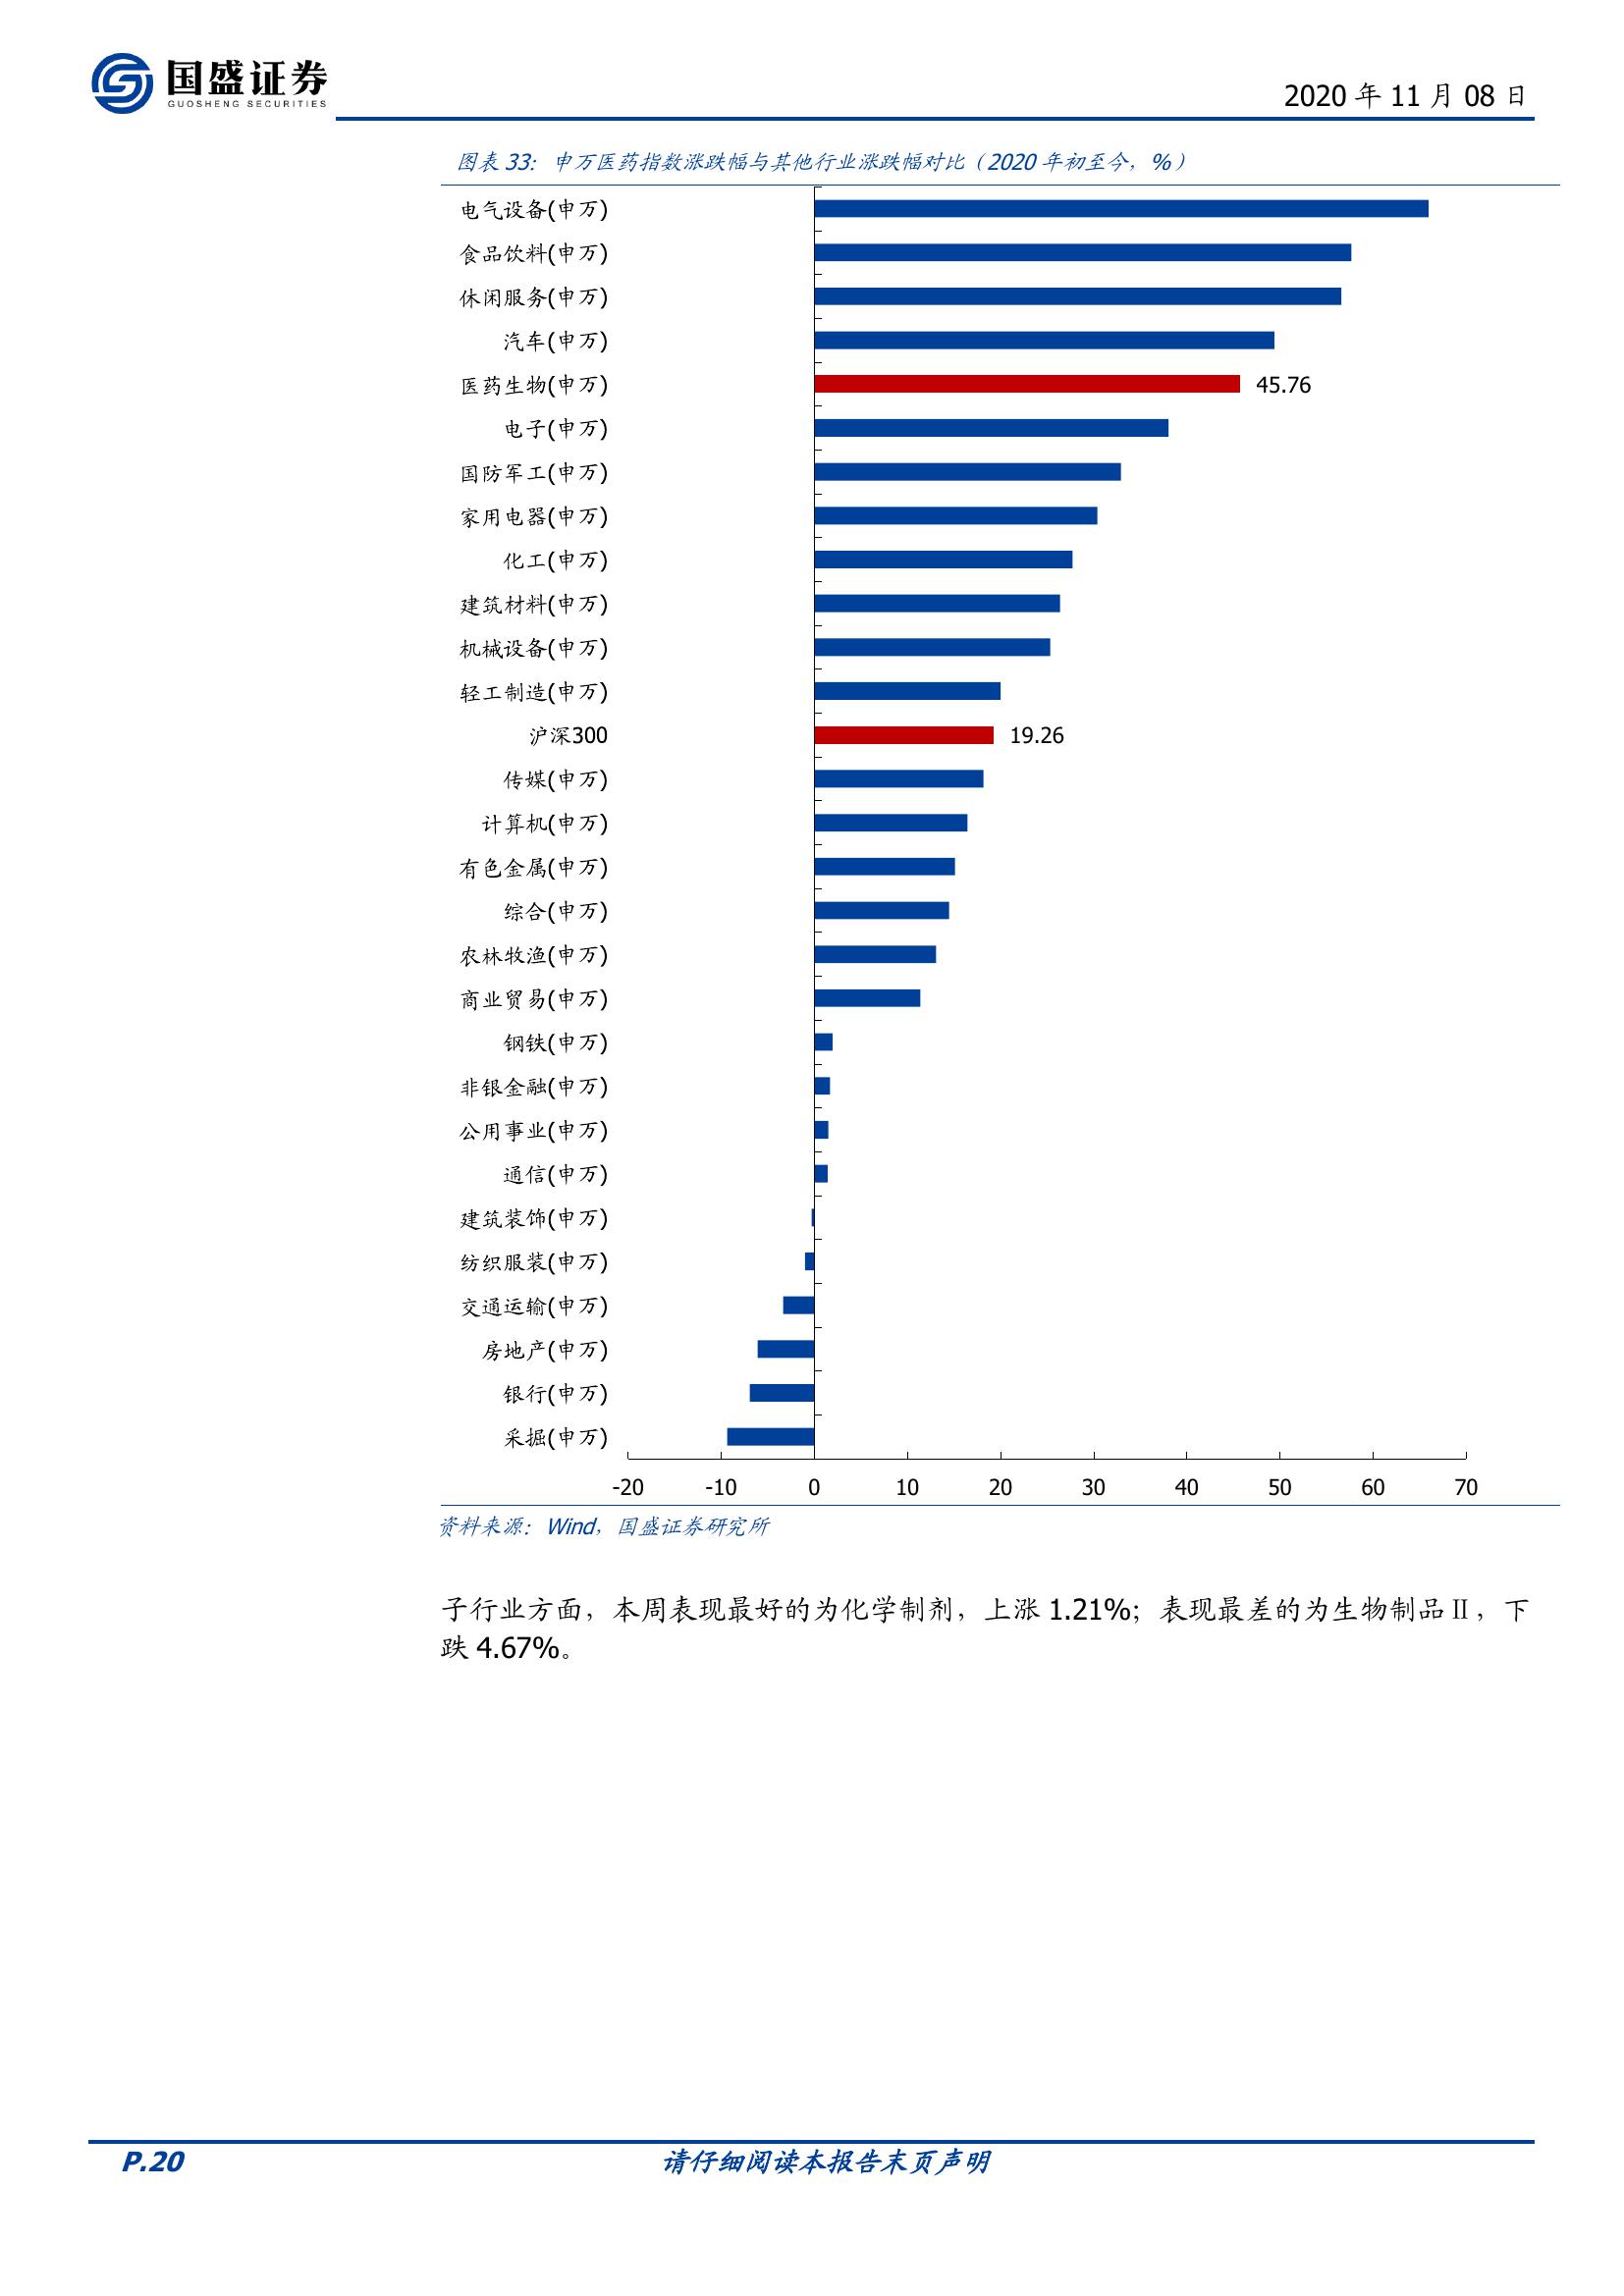 国盛证券
GUOSHENG SECURITIES
2020 年 11 月 08 日
图表 33： 申万医药指数涨跌幅与其他行业涨跌幅对比（2020 年初至今，%）
电气设备(申万)
食品饮料(申万)
休闲服务(申万)
汽车(申万)
医药生物(申万) 45.76
电子(申万)
国防军工(申万)
家用电器(申万)
化工(申万)
建筑材料(申万)
机械设备(申万)
轻工制造(申万)
沪深300 19.26
传媒(申万)
计算机(申万)
有色金属(申万)
综合(申万)
农林牧渔(申万)
商业贸易(申万)
钢铁(申万)
非银金融(申万)
公用事业(申万)
通信(申万)
建筑装饰(申万)
纺织服装(申万)
交通运输(申万)
房地产(申万)
银行(申万)
采掘(申万)
-20 -10 0 10 20 30 40 50 60 70
资料来源：Wind，国盛证券研究所
子行业方面，本周表现最好的为化学制剂，上涨 1.21%；表现最差的为生物制品Ⅱ，下
跌 4.67%。
P.20 请仔细阅读本报告末页声明